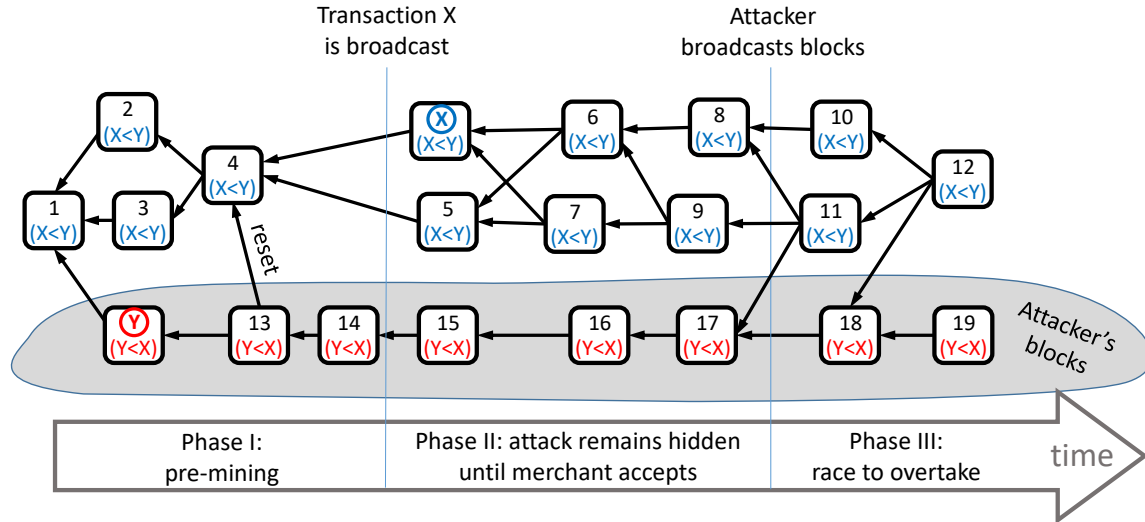 Transaction X
is broadcast
Attacker
broadcasts blocks
2
(X<Y)
X
(X<Y)
6
(X<Y)
8
(X<Y)
10
(X<Y)
4
(X<Y)
12
(X<Y)
1
(X<Y)
3
(X<Y)
5
(X<Y)
7
(X<Y)
9
(X<Y)
11
(X<Y)
reset
Y
(Y<X)
13
(Y<X)
14
(Y<X)
15
(Y<X)
16
(Y<X)
17
(Y<X)
18
(Y<X)
19
(Y<X)
Attacker's
blocks
Phase I:
pre-mining
Phase II: attack remains hidden
until merchant accepts
Phase III:
race to overtake
time